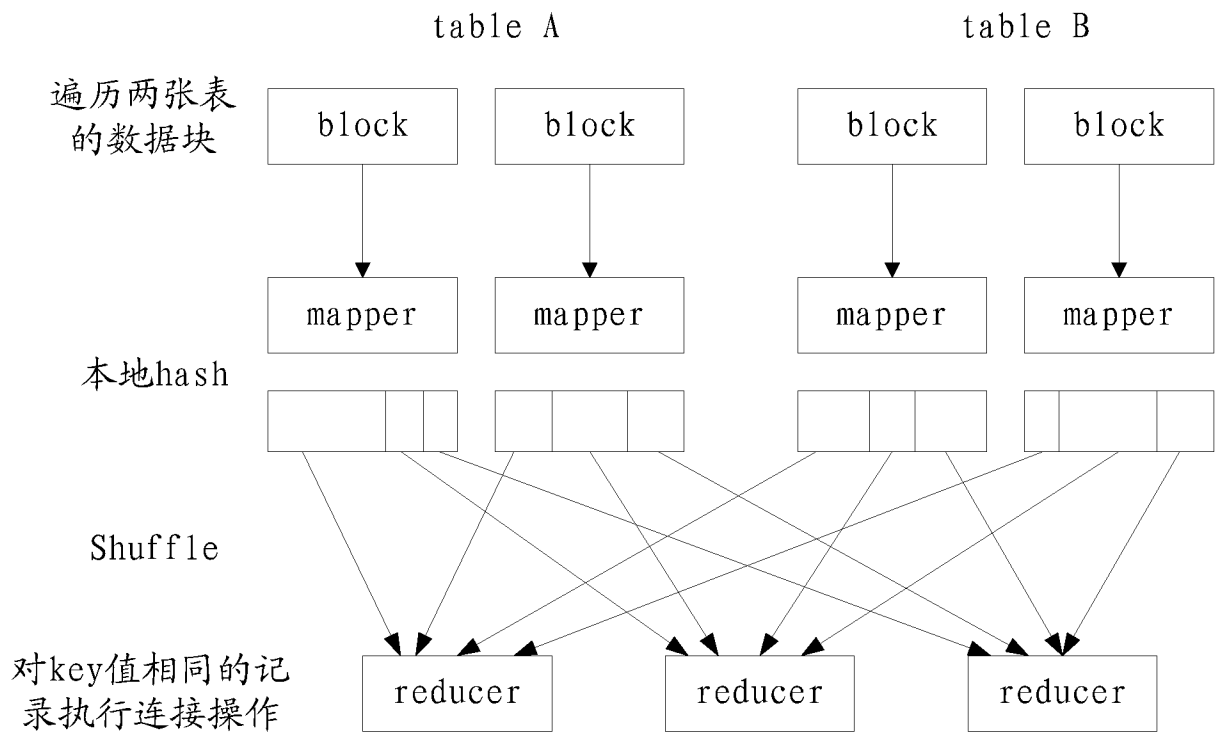 table A
table B
遍历两张表
的数据块
block
block
block
block
mapper
mapper
mapper
mapper
本地hash
Shuffle
对key值相同的记
录执行连接操作
reducer
reducer
reducer